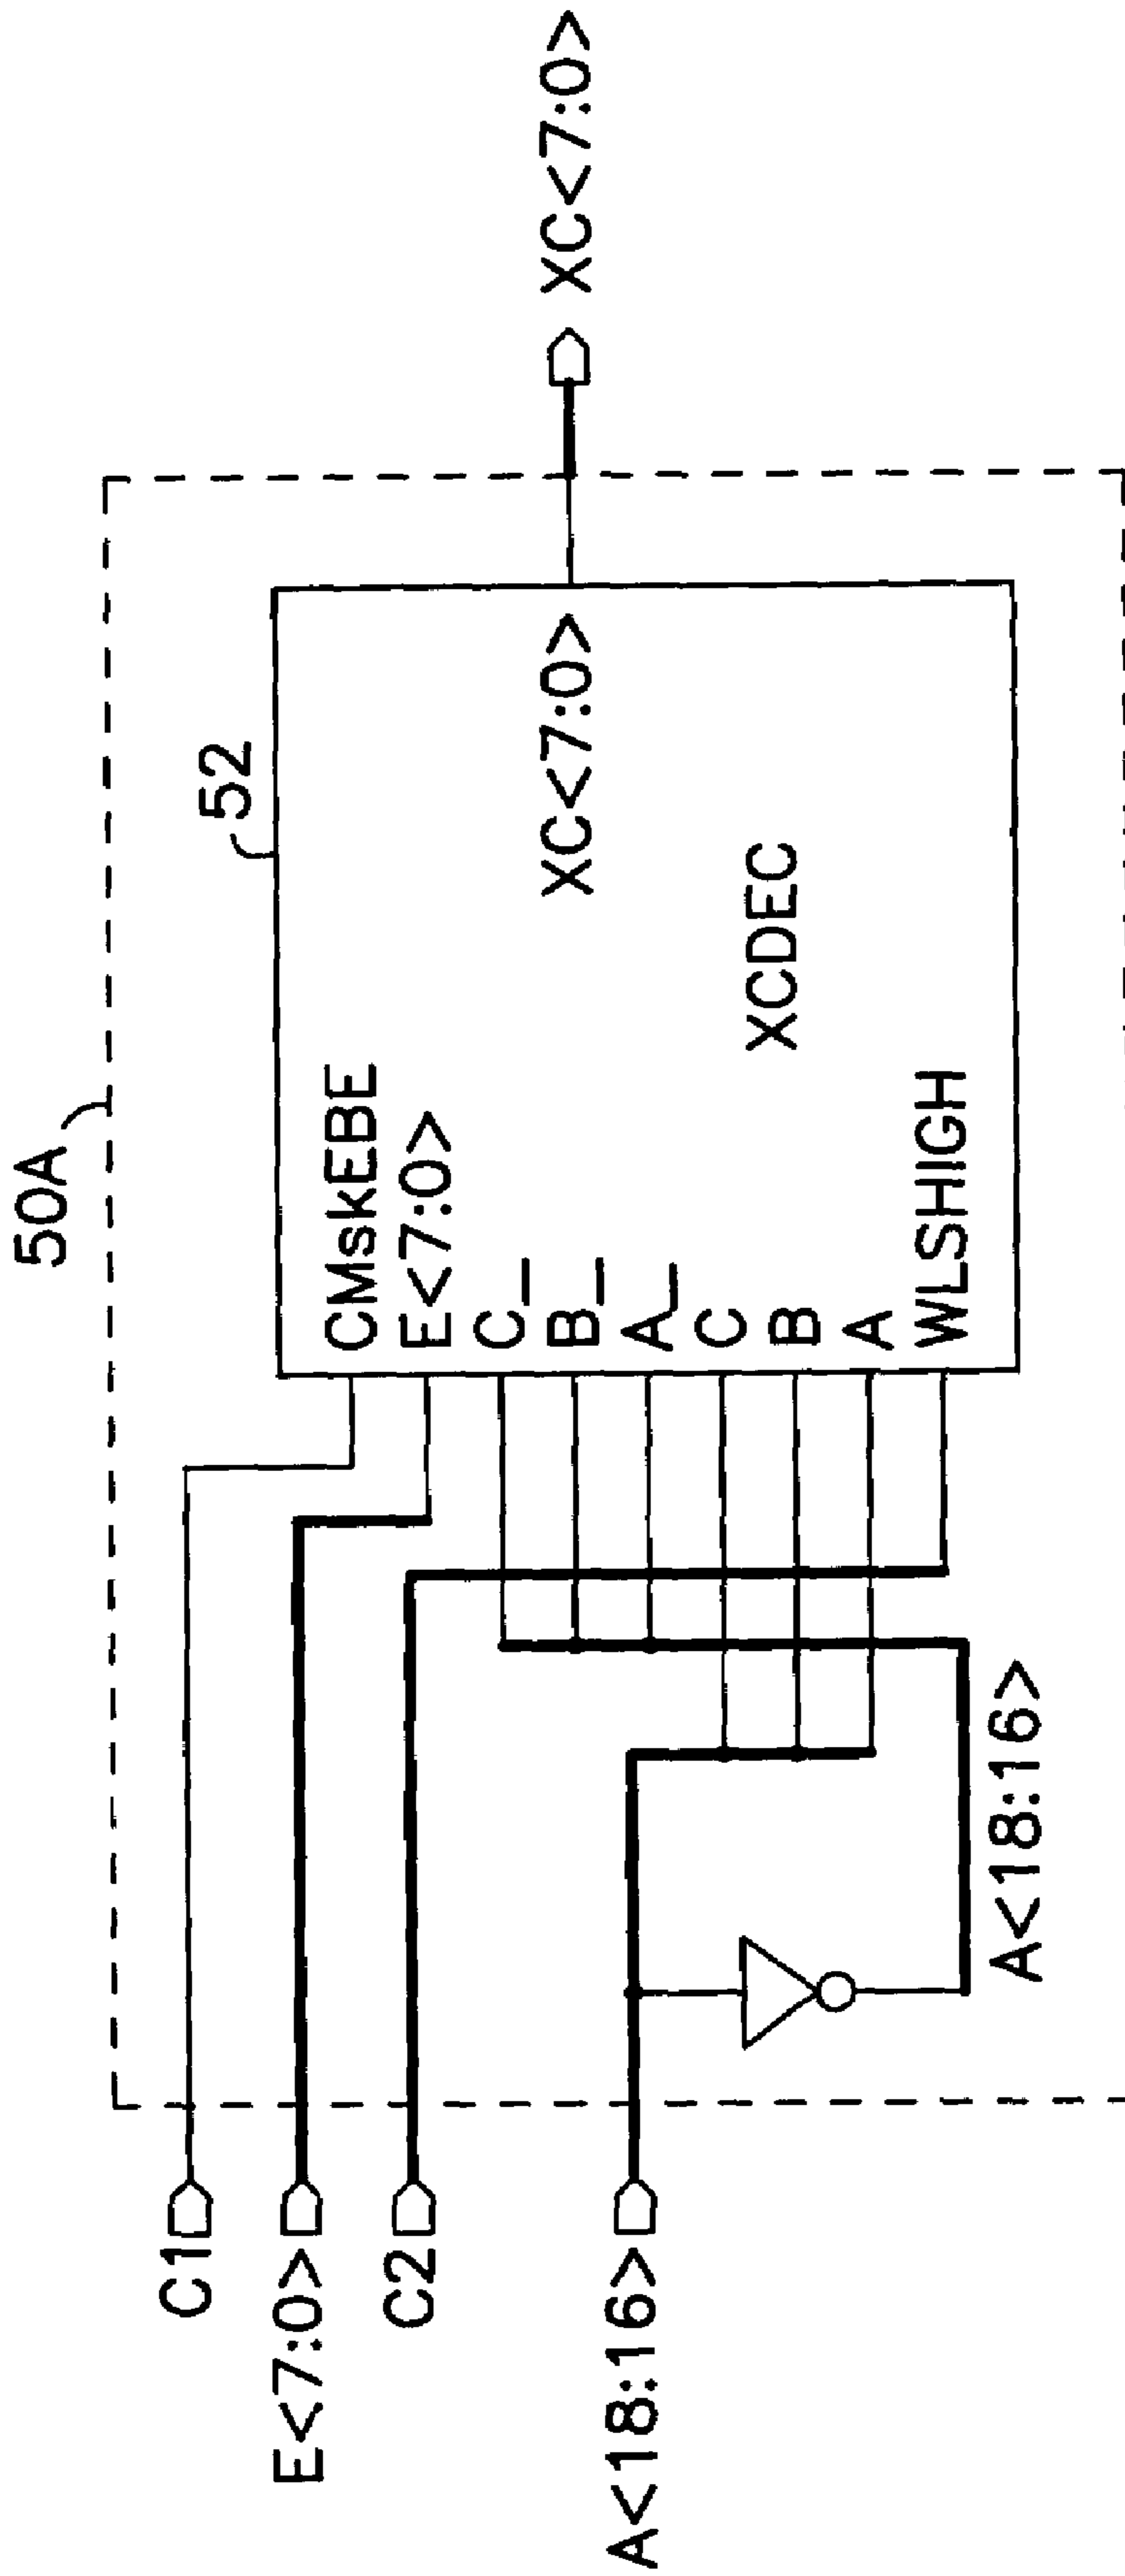 50A
52
C1
E<7:0>
C2
A<18:16>
CMskEBE
E<7:0>
C_
B_
A_
C
B
A
WLSHIGH
XC<7:0>
XCDEC
XC<7:0>
A<18:16>